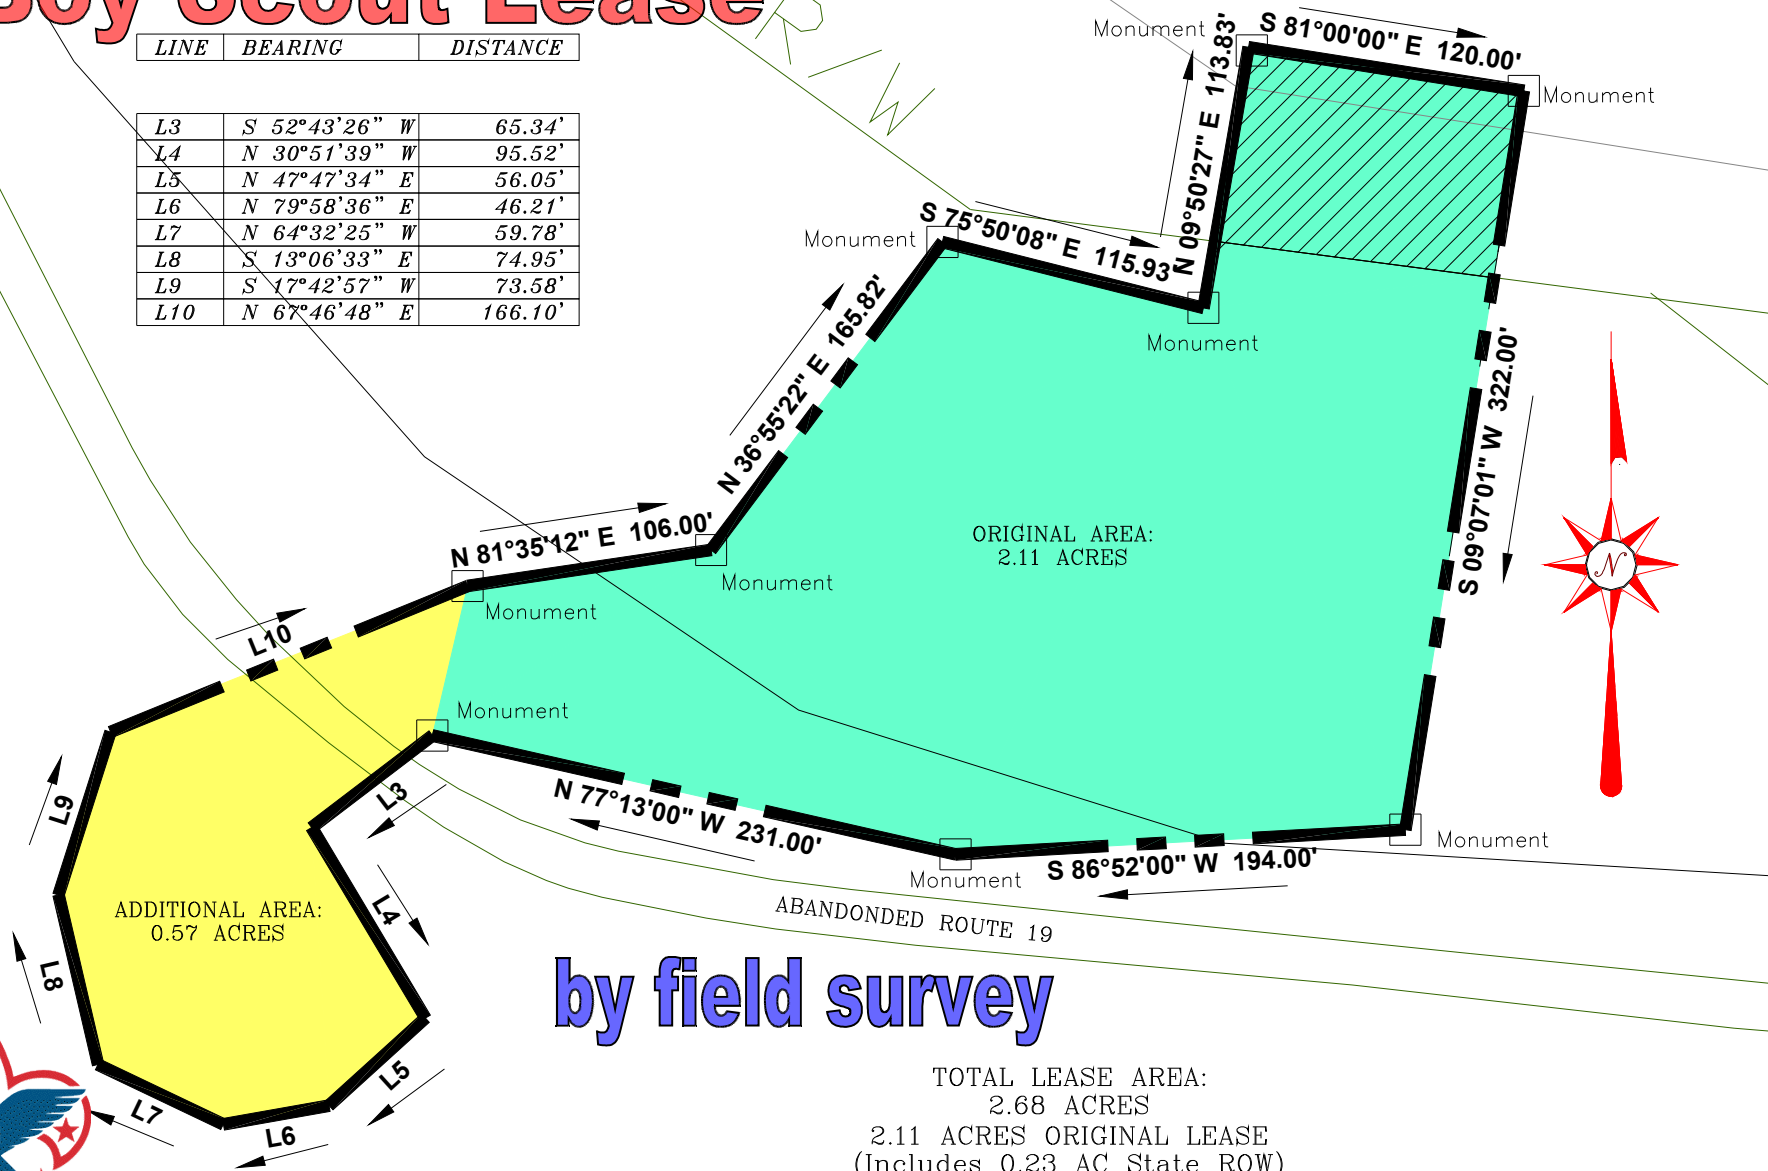 Boy Scout Lease
LINE BEARING DISTANCE
L3 S 52°43'26" W 65.34'
L4 N 30°51'39" W 95.52'
L5 N 47°47'34" E 56.05'
L6 N 79°58'36" E 46.21'
L7 N 64°32'25" W 59.78'
L8 S 13°06'33" E 74.95'
L9 S 17°42'57" W 73.58'
L10 N 67°46'48" E 166.10'
R/W
Monument
S 81°00'00" E 120.00'
Monument
N 09°50'27" E 113.83'
S 75°50'08" E 115.93'
Monument
Monument
N 36°55'22" E 165.82'
S 09°07'01" W 322.00'
N 81°35'12" E 106.00'
Monument
Monument
ORIGINAL AREA:
2.11 ACRES
N
L10
Monument
L3
N 77°13'00" W 231.00'
Monument
S 86°52'00" W 194.00'
Monument
L9
L4
ADDITIONAL AREA:
0.57 ACRES
ABANDONDED ROUTE 19
L8
by field survey
L5
L7
L6
TOTAL LEASE AREA:
2.68 ACRES
2.11 ACRES ORIGINAL LEASE
(Includes 0.23 AC State ROW)